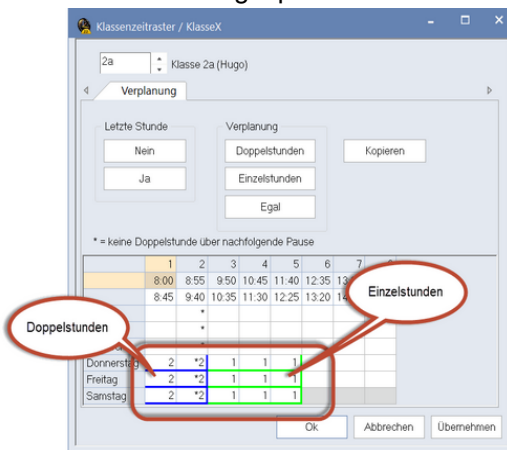 Klassenzeitraster / KlasseX
2a Klasse 2a (Hugo)
Verplanung
Letzte Stunde Verplanung
Nein Doppelstunden Kopieren
Ja Einzelstunden
Egal
* = keine Doppelstunde über nachfolgende Pause
1 2 3 4 5 6 7
8:00 8:55 9:50 10:45 11:40 12:35
8:45 9:40 10:35 11:30 12:25 13:20
Einzelstunden
*
Doppelstunden
*
*
Donnerstag 2 *2 1 1 1
Freitag 2 *2 1 1 1
Samstag 2 *2 1 1 1
Ok Abbrechen Übernehmen